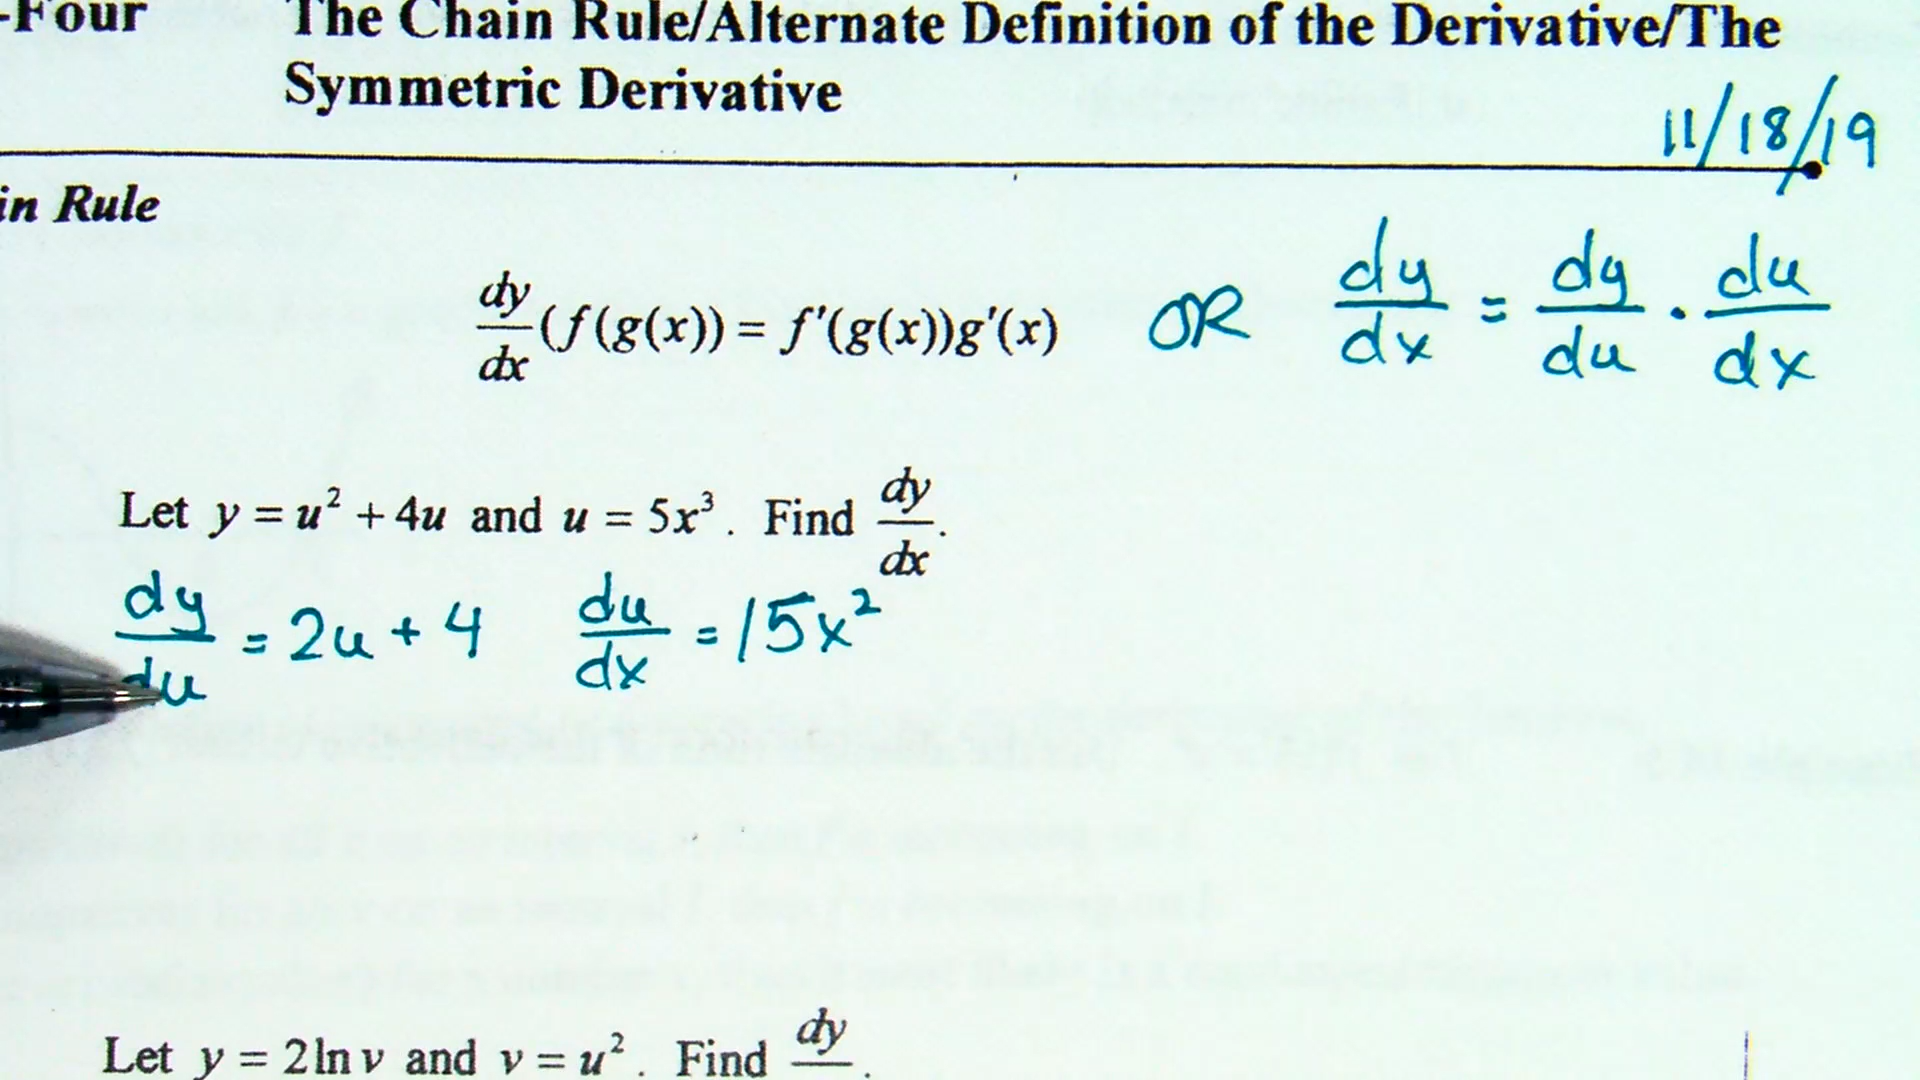 -Four The Chain Rule/Alternate Definition of the Derivative/The
Symmetric Derivative
11/18/19
in Rule
dy/dx (f(g(x)) = f'(g(x))g'(x) OR dy/dx = dy/du · du/dx
Let y = u² + 4u and u = 5x³. Find dy/dx.
dy/du = 2u + 4 du/dx = 15x²
Let y = 2 ln v and v = u². Find dy